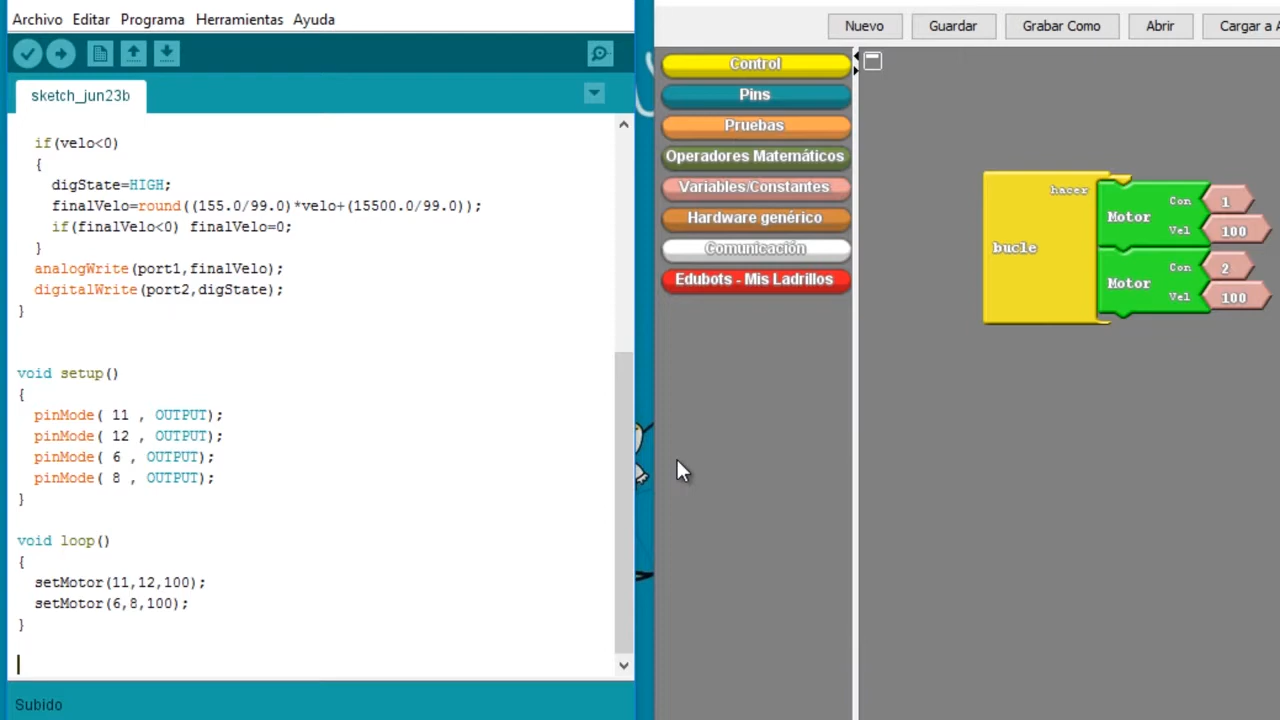 Archivo Editar Programa Herramientas Ayuda
sketch_jun23b
if(velo<0)
{
digState=HIGH;
finalVelo=round((155.0/99.0)*velo+(15500.0/99.0));
if(finalVelo<0) finalVelo=0;
}
analogWrite(port1,finalVelo);
digitalWrite(port2,digState);
}
void setup()
{
pinMode( 11 , OUTPUT);
pinMode( 12 , OUTPUT);
pinMode( 6 , OUTPUT);
pinMode( 8 , OUTPUT);
}
void loop()
{
setMotor(11,12,100);
setMotor(6,8,100);
}
Subido
Nuevo Guardar Grabar Como Abrir Cargar a A
Control
Pins
Pruebas
Operadores Matemáticos
Variables/Constantes
Hardware genérico
Comunicación
Edubots - Mis Ladrillos
bucle
hacer
Motor
Con 1
Vel 100
Motor
Con 2
Vel 100